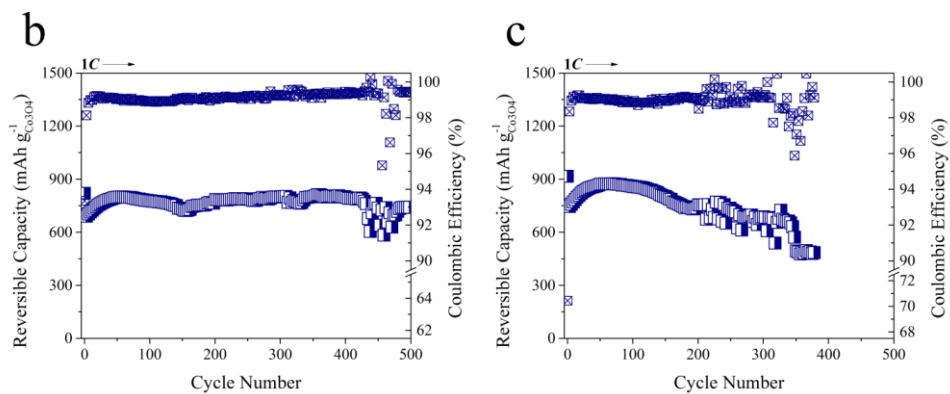 b
1C
1500
1200
900
600
300
0
Reversible Capacity (mAh g⁻¹Co3O4)
100
98
96
94
92
90
64
62
Coulombic Efficiency (%)
0 100 200 300 400 500
Cycle Number
c
1C
1500
1200
900
600
300
0
Reversible Capacity (mAh g⁻¹Co3O4)
100
98
96
94
92
90
70
68
Coulombic Efficiency (%)
0 100 200 300 400 500
Cycle Number